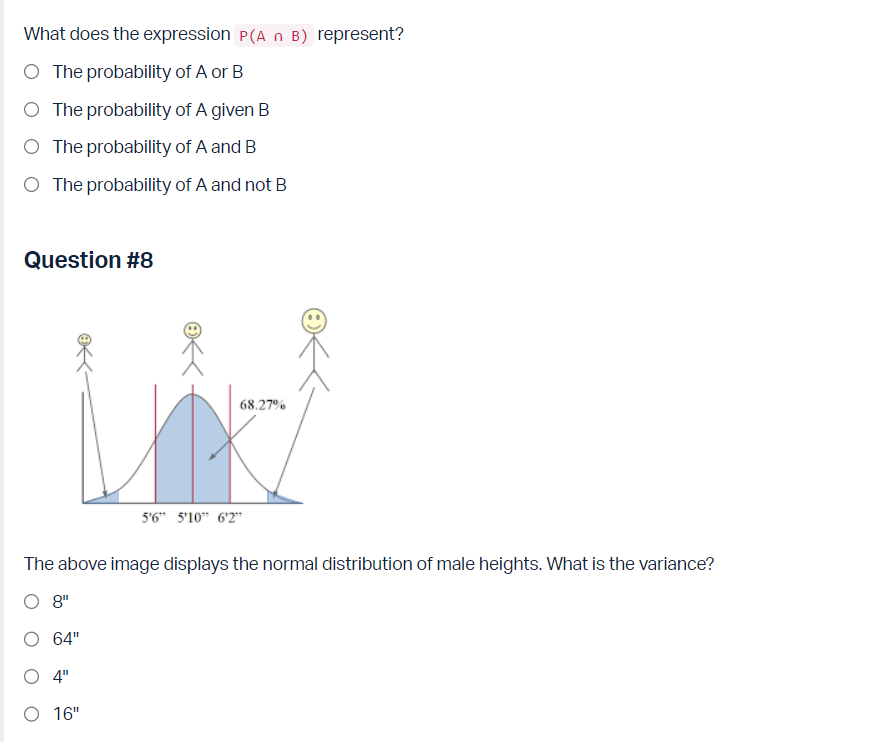 What does the expression P(A ∩ B) represent?
The probability of A or B
The probability of A given B
The probability of A and B
The probability of A and not B
Question #8
68.27%
5'6" 5'10" 6'2"
The above image displays the normal distribution of male heights. What is the variance?
8"
64"
4"
16"